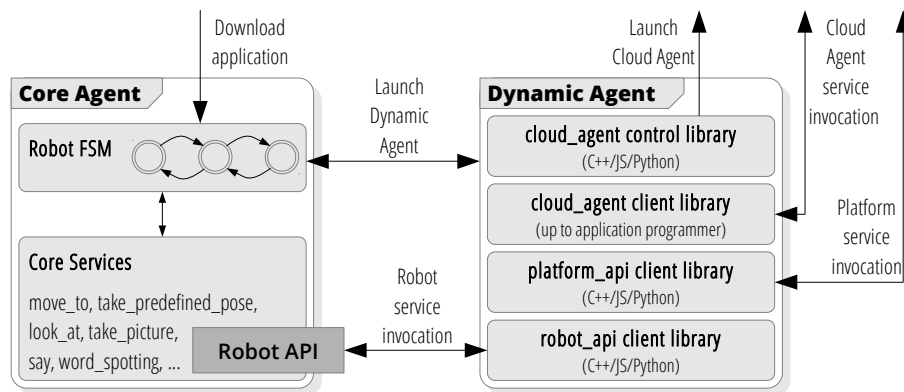 Download
application
Launch
Cloud Agent
Cloud
Agent
service
invocation
Core Agent
Robot FSM
Launch
Dynamic
Agent
Dynamic Agent
cloud_agent control library
(C++/JS/Python)
cloud_agent client library
(up to application programmer)
Platform
service
invocation
platform_api client library
(C++/JS/Python)
Core Services
move_to, take_predefined_pose,
look_at, take_picture,
say, word_spotting, ...
Robot API
Robot
service
invocation
robot_api client library
(C++/JS/Python)